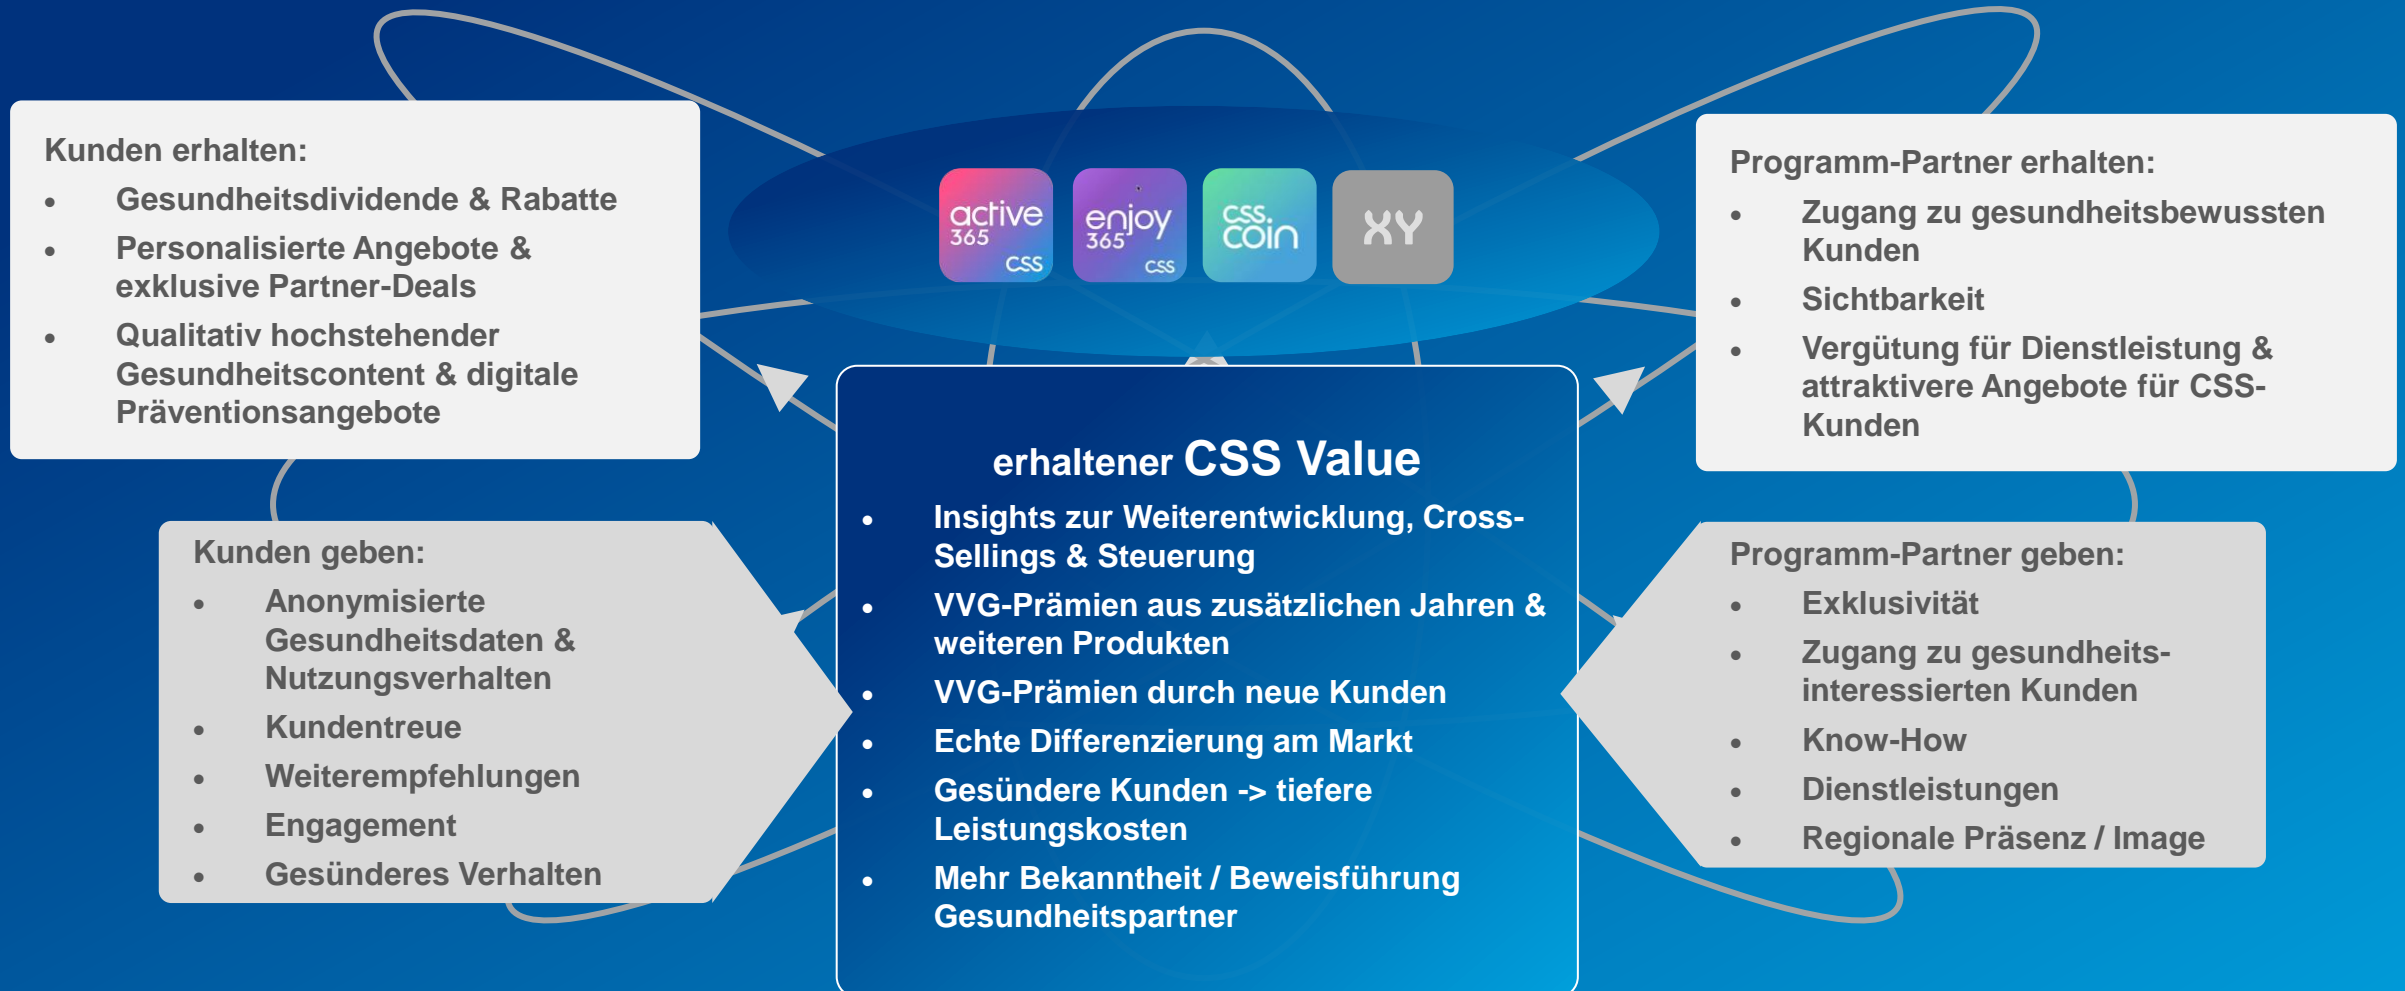 Kunden erhalten:
• Gesundheitsdividende & Rabatte
• Personalisierte Angebote &
exklusive Partner-Deals
• Qualitativ hochstehender
Gesundheitscontent & digitale
Präventionsangebote
Kunden geben:
• Anonymisierte
Gesundheitsdaten &
Nutzungsverhalten
• Kundentreue
• Weiterempfehlungen
• Engagement
• Gesünderes Verhalten
active
365
CSS
enjoy
365
CSS
css.
coin
XY
erhaltener CSS Value
• Insights zur Weiterentwicklung, Cross-
Sellings & Steuerung
• VVG-Prämien aus zusätzlichen Jahren &
weiteren Produkten
• VVG-Prämien durch neue Kunden
• Echte Differenzierung am Markt
• Gesündere Kunden -> tiefere
Leistungskosten
• Mehr Bekanntheit / Beweisführung
Gesundheitspartner
Programm-Partner erhalten:
• Zugang zu gesundheitsbewussten
Kunden
• Sichtbarkeit
• Vergütung für Dienstleistung &
attraktivere Angebote für CSS-
Kunden
Programm-Partner geben:
• Exklusivität
• Zugang zu gesundheits-
interessierten Kunden
• Know-How
• Dienstleistungen
• Regionale Präsenz / Image